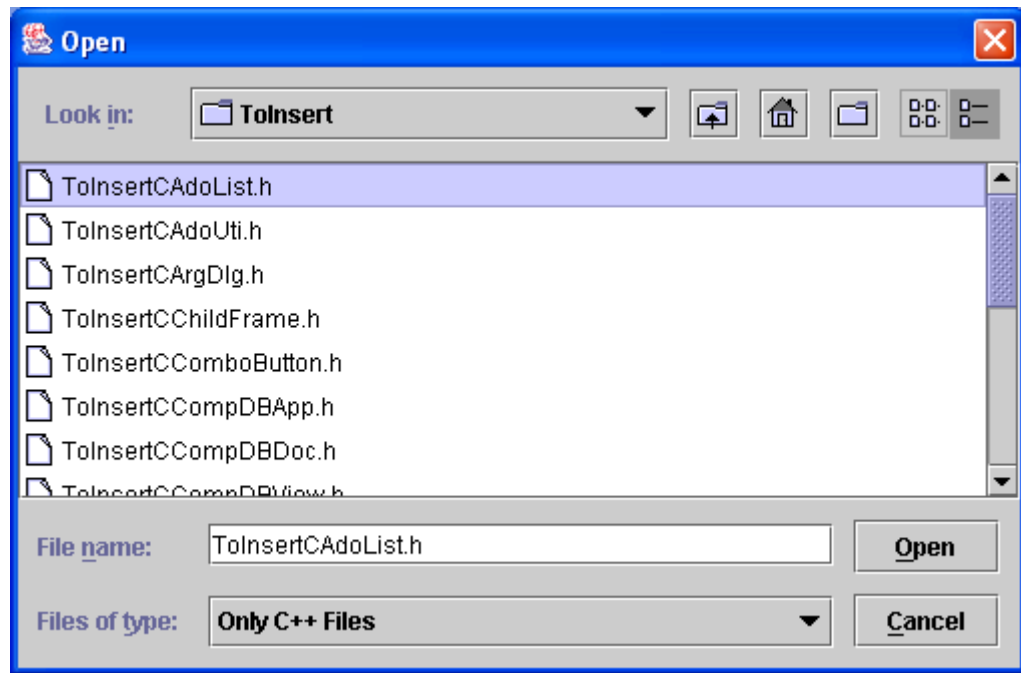 Open
Look in:
ToInsert
ToInsertCAdoList.h
ToInsertCAdoUti.h
ToInsertCArgDlg.h
ToInsertCChildFrame.h
ToInsertCComboButton.h
ToInsertCCompDBApp.h
ToInsertCCompDBDoc.h
ToInsertCCompDBView.h
File name:
ToInsertCAdoList.h
Open
Files of type:
Only C++ Files
Cancel